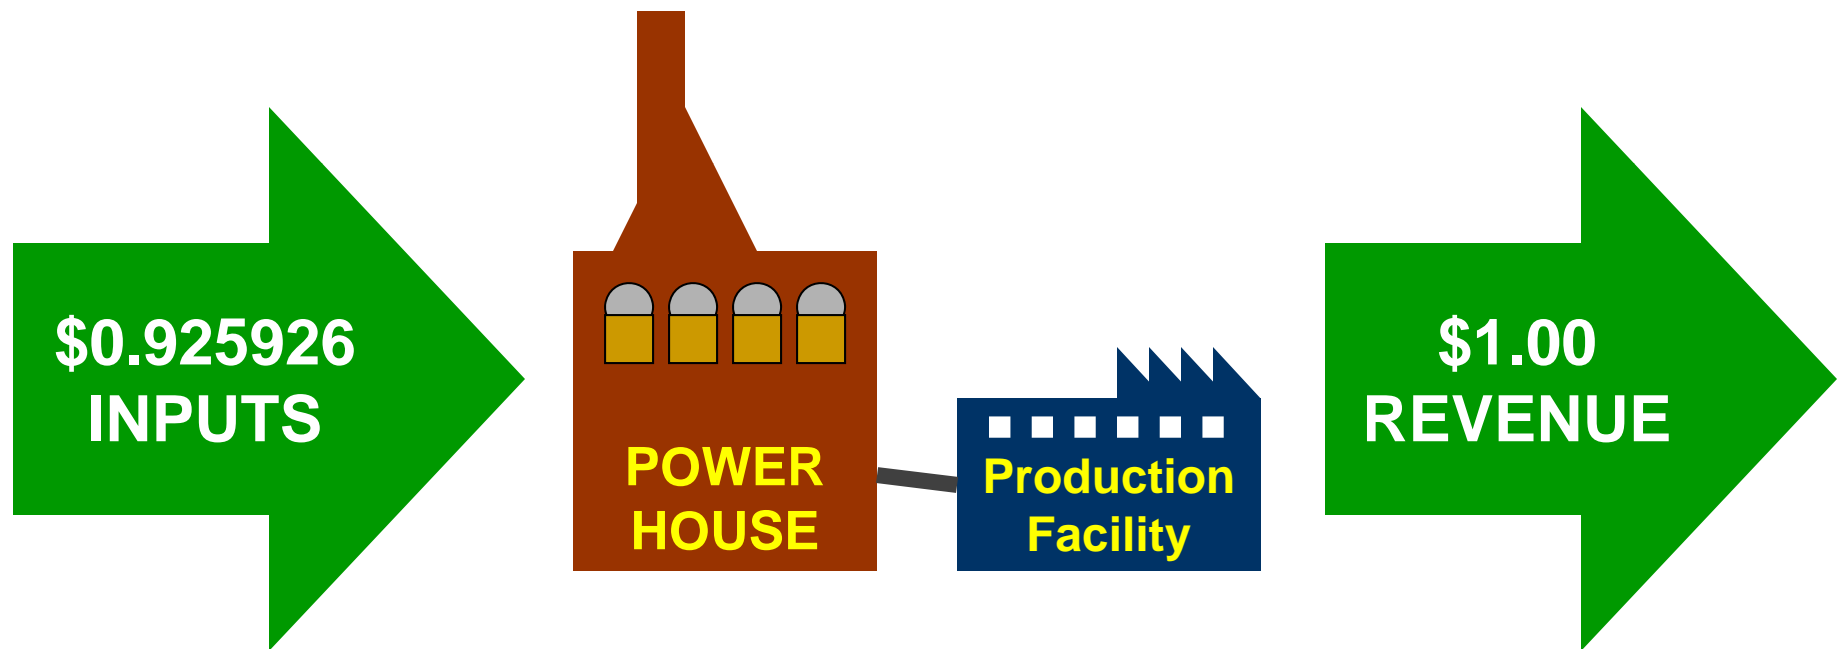 $0.925926
INPUTS
POWER
HOUSE
Production
Facility
$1.00
REVENUE